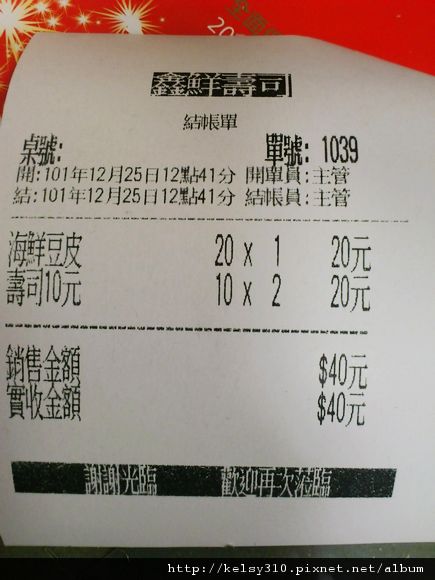 全面
20
鑫鮮壽司
結帳單
桌號: 單號: 1039
開:101年12月25日12點41分 開單員:主管
結:101年12月25日12點41分 結帳員:主管
海鮮豆皮 20 x 1 20元
壽司10元 10 x 2 20元
銷售金額 $40元
實收金額 $40元
謝謝光臨 歡迎再次蒞臨
http://kelsy310.pixnet.net/album